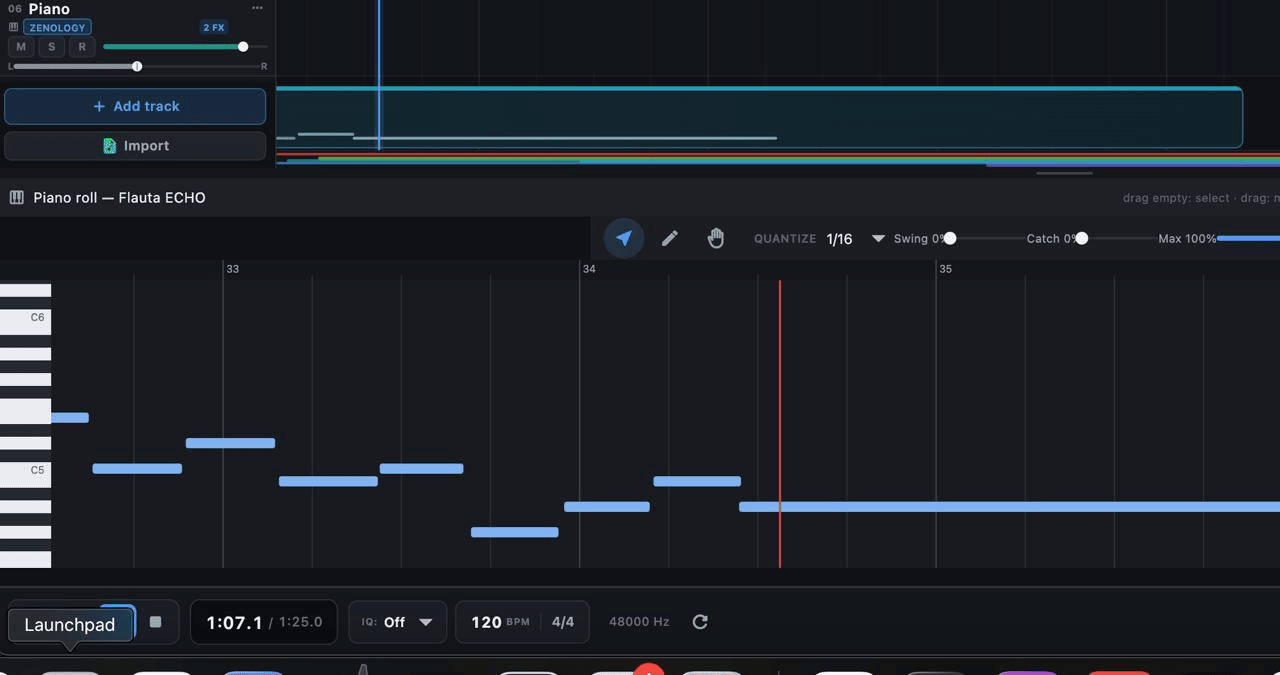 06 Piano
ZENOLOGY 2 FX
M S R
L R
+ Add track
Import
Piano roll — Flauta ECHO
drag empty: select · drag:
QUANTIZE 1/16 Swing 0% Catch 0% Max 100%
33 34 35
C6
C5
1:07.1 / 1:25.0 IQ: Off 120 BPM 4/4 48000 Hz
Launchpad